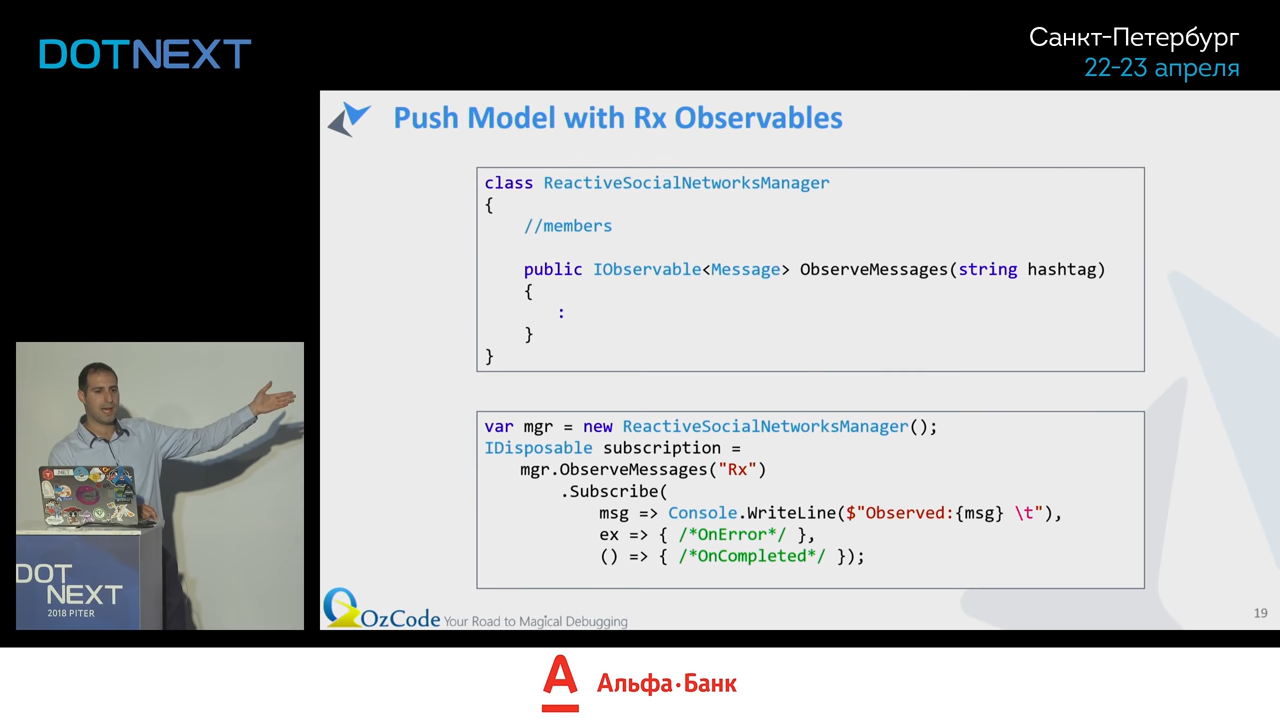 DOTNEXT
Санкт-Петербург
22-23 апреля
Push Model with Rx Observables
class ReactiveSocialNetworksManager
{
//members
public IObservable<Message> ObserveMessages(string hashtag)
{
:
}
}
var mgr = new ReactiveSocialNetworksManager();
IDisposable subscription =
mgr.ObserveMessages("Rx")
.Subscribe(
msg => Console.WriteLine($"Observed:{msg} \t"),
ex => { /*OnError*/ },
() => { /*OnCompleted*/ });
OzCode Your Road to Magical Debugging
19
.NET
DOT
NEXT
2018 PITER
Альфа·Банк